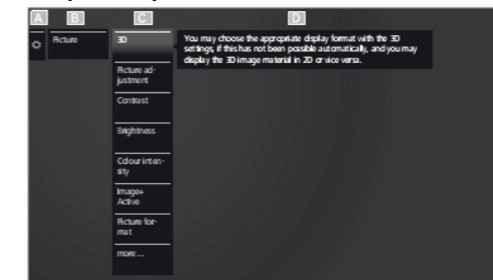 A B C D
Picture
3D
You may choose the appropriate display format with the 3D
settings, if this has not been possible automatically, and you may
display the 3D image material in 2D or vice versa.
Picture ad-
justment
Contrast
Brightness
Colour inten-
sity
Image+
Active
Picture for-
mat
more ...